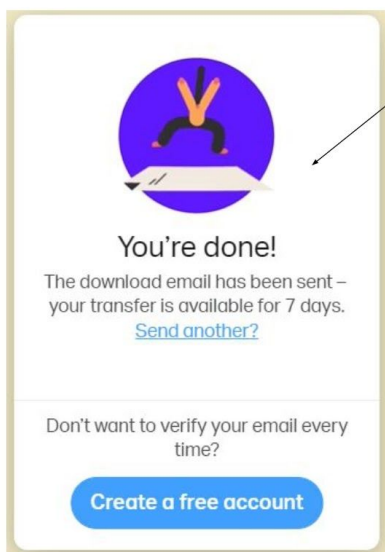 You're done!
The download email has been sent –
your transfer is available for 7 days.
Send another?
Don't want to verify your email every
time?
Create a free account